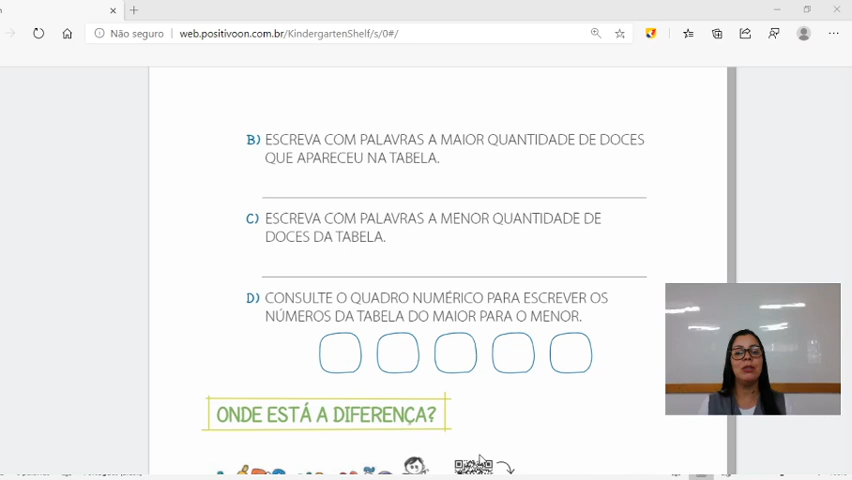 Não seguro
web.positivoon.com.br/KindergartenShelf/s/0#/
B) ESCREVA COM PALAVRAS A MAIOR QUANTIDADE DE DOCES
QUE APARECEU NA TABELA.
C) ESCREVA COM PALAVRAS A MENOR QUANTIDADE DE
DOCES DA TABELA.
D) CONSULTE O QUADRO NUMÉRICO PARA ESCREVER OS
NÚMEROS DA TABELA DO MAIOR PARA O MENOR.
ONDE ESTÁ A DIFERENÇA?